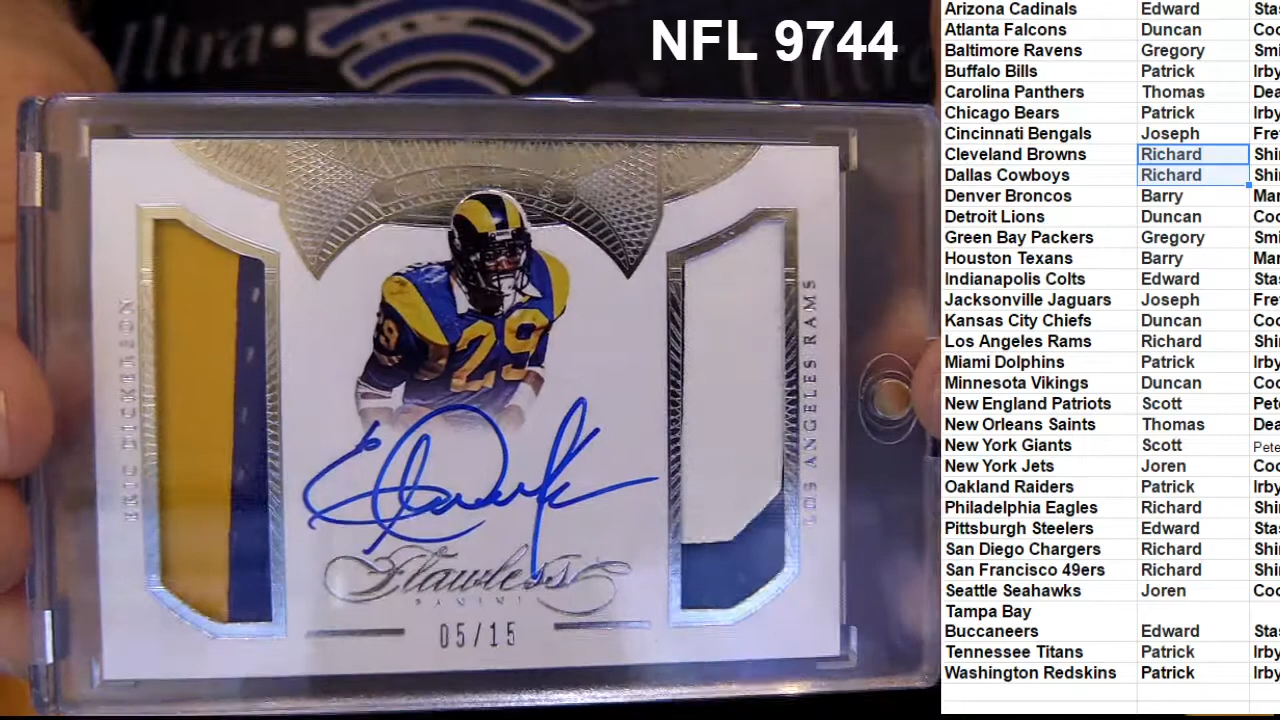 NFL 9744
ERIC DICKERSON
29
LOS ANGELES RAMS
Flawless
PANINI
05/15
Arizona Cadinals Edward
Atlanta Falcons Duncan
Baltimore Ravens Gregory
Buffalo Bills Patrick
Carolina Panthers Thomas
Chicago Bears Patrick
Cincinnati Bengals Joseph
Cleveland Browns Richard
Dallas Cowboys Richard
Denver Broncos Barry
Detroit Lions Duncan
Green Bay Packers Gregory
Houston Texans Barry
Indianapolis Colts Edward
Jacksonville Jaguars Joseph
Kansas City Chiefs Duncan
Los Angeles Rams Richard
Miami Dolphins Patrick
Minnesota Vikings Duncan
New England Patriots Scott
New Orleans Saints Thomas
New York Giants Scott
New York Jets Joren
Oakland Raiders Patrick
Philadelphia Eagles Richard
Pittsburgh Steelers Edward
San Diego Chargers Richard
San Francisco 49ers Richard
Seattle Seahawks Joren
Tampa Bay
Buccaneers Edward
Tennessee Titans Patrick
Washington Redskins Patrick